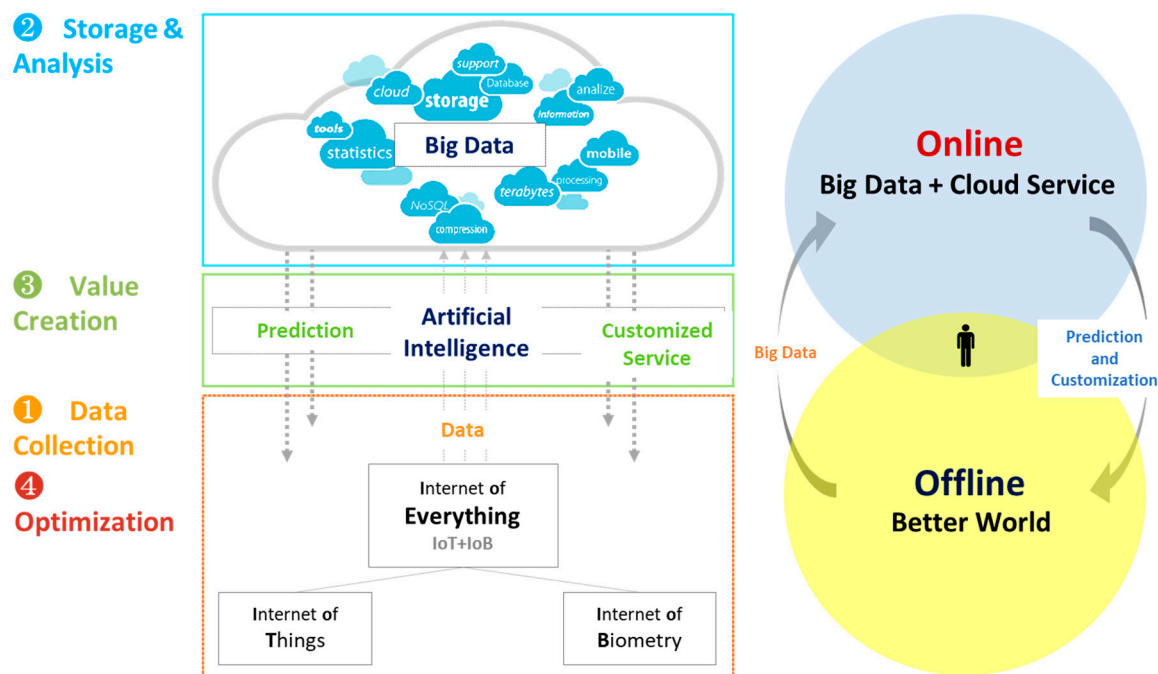 ❷ Storage &
Analysis
support
Database
cloud
storage
analize
information
tools
statistics
Big Data
mobile
processing
terabytes
NoSQL
compression
❸ Value
Creation
Prediction
Artificial
Intelligence
Customized
Service
❶ Data
Collection
❹
Optimization
Data
Internet of
Everything
IoT+IoB
Internet of
Things
Internet of
Biometry
Online
Big Data + Cloud Service
Big Data
Prediction
and
Customization
Offline
Better World